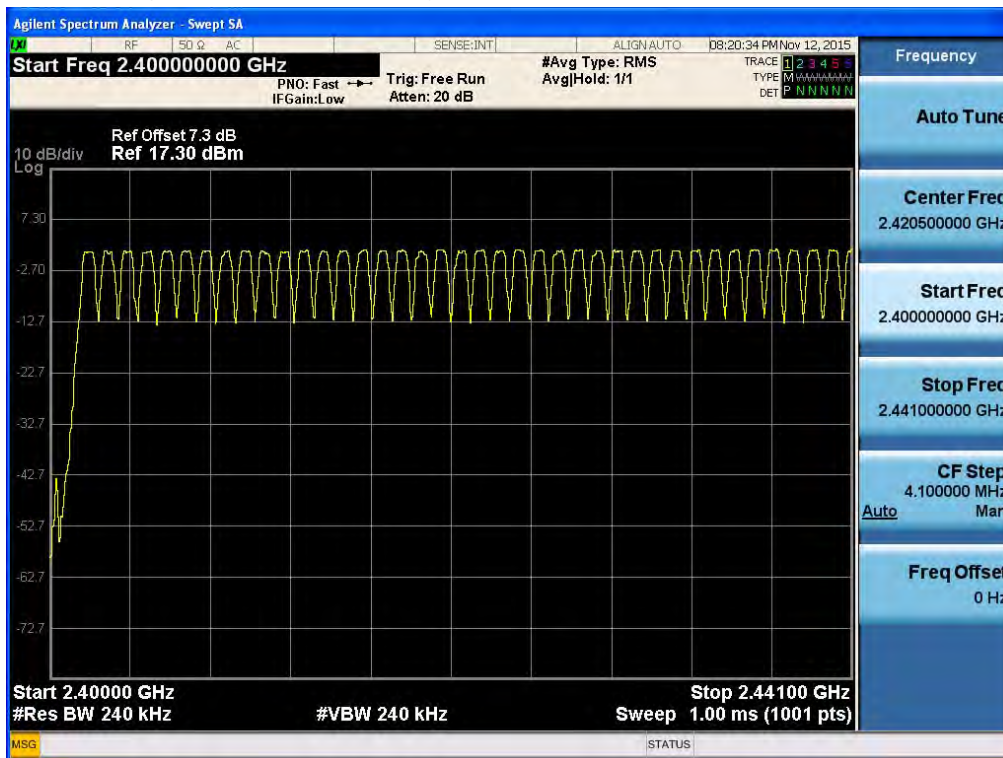 Agilent Spectrum Analyzer - Swept SA
LXI RF 50 Ω AC SENSE:INT ALIGN AUTO 08:20:34 PM Nov 12, 2015
Start Freq 2.400000000 GHz
PNO: Fast
IFGain:Low
Trig: Free Run
Atten: 20 dB
#Avg Type: RMS
Avg|Hold: 1/1
TRACE 1 2 3 4 5 6
TYPE M
DET P N N N N N
Ref Offset 7.3 dB
10 dB/div Ref 17.30 dBm
Log
7.30
-2.70
-12.7
-22.7
-32.7
-42.7
-52.7
-62.7
-72.7
Start 2.40000 GHz Stop 2.44100 GHz
#Res BW 240 kHz #VBW 240 kHz Sweep 1.00 ms (1001 pts)
MSG STATUS
Frequency
Auto Tune
Center Freq
2.420500000 GHz
Start Freq
2.400000000 GHz
Stop Freq
2.441000000 GHz
CF Step
4.100000 MHz
Auto Man
Freq Offset
0 Hz